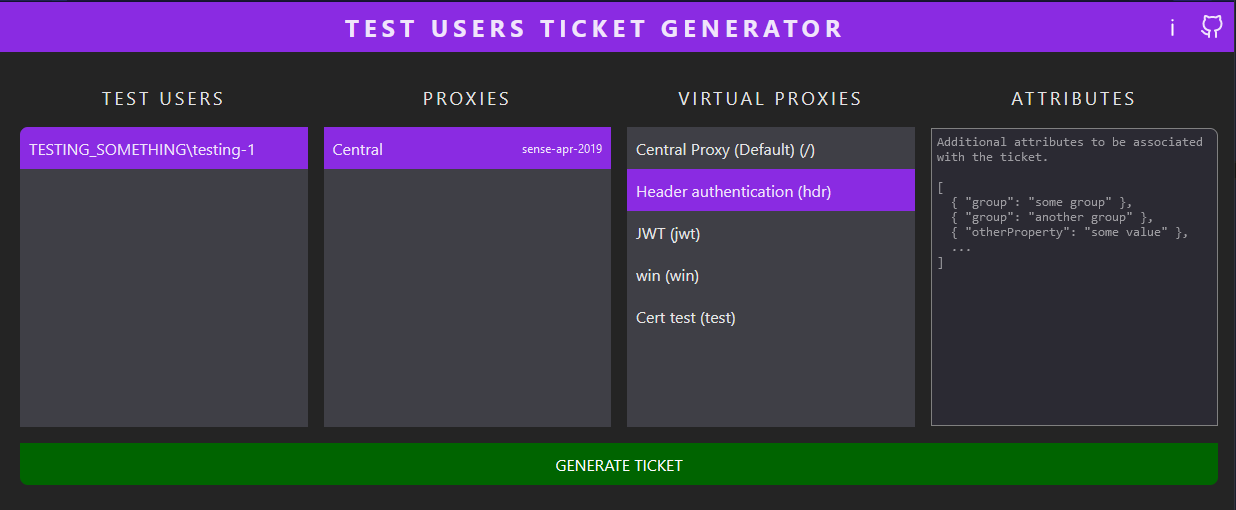 TEST USERS TICKET GENERATOR
i
TEST USERS
TESTING_SOMETHING\testing-1
PROXIES
Central
sense-apr-2019
VIRTUAL PROXIES
Central Proxy (Default) (/)
Header authentication (hdr)
JWT (jwt)
win (win)
Cert test (test)
ATTRIBUTES
Additional attributes to be associated
with the ticket.
[
  { "group": "some group" },
  { "group": "another group" },
  { "otherProperty": "some value" },
  ...
]
GENERATE TICKET